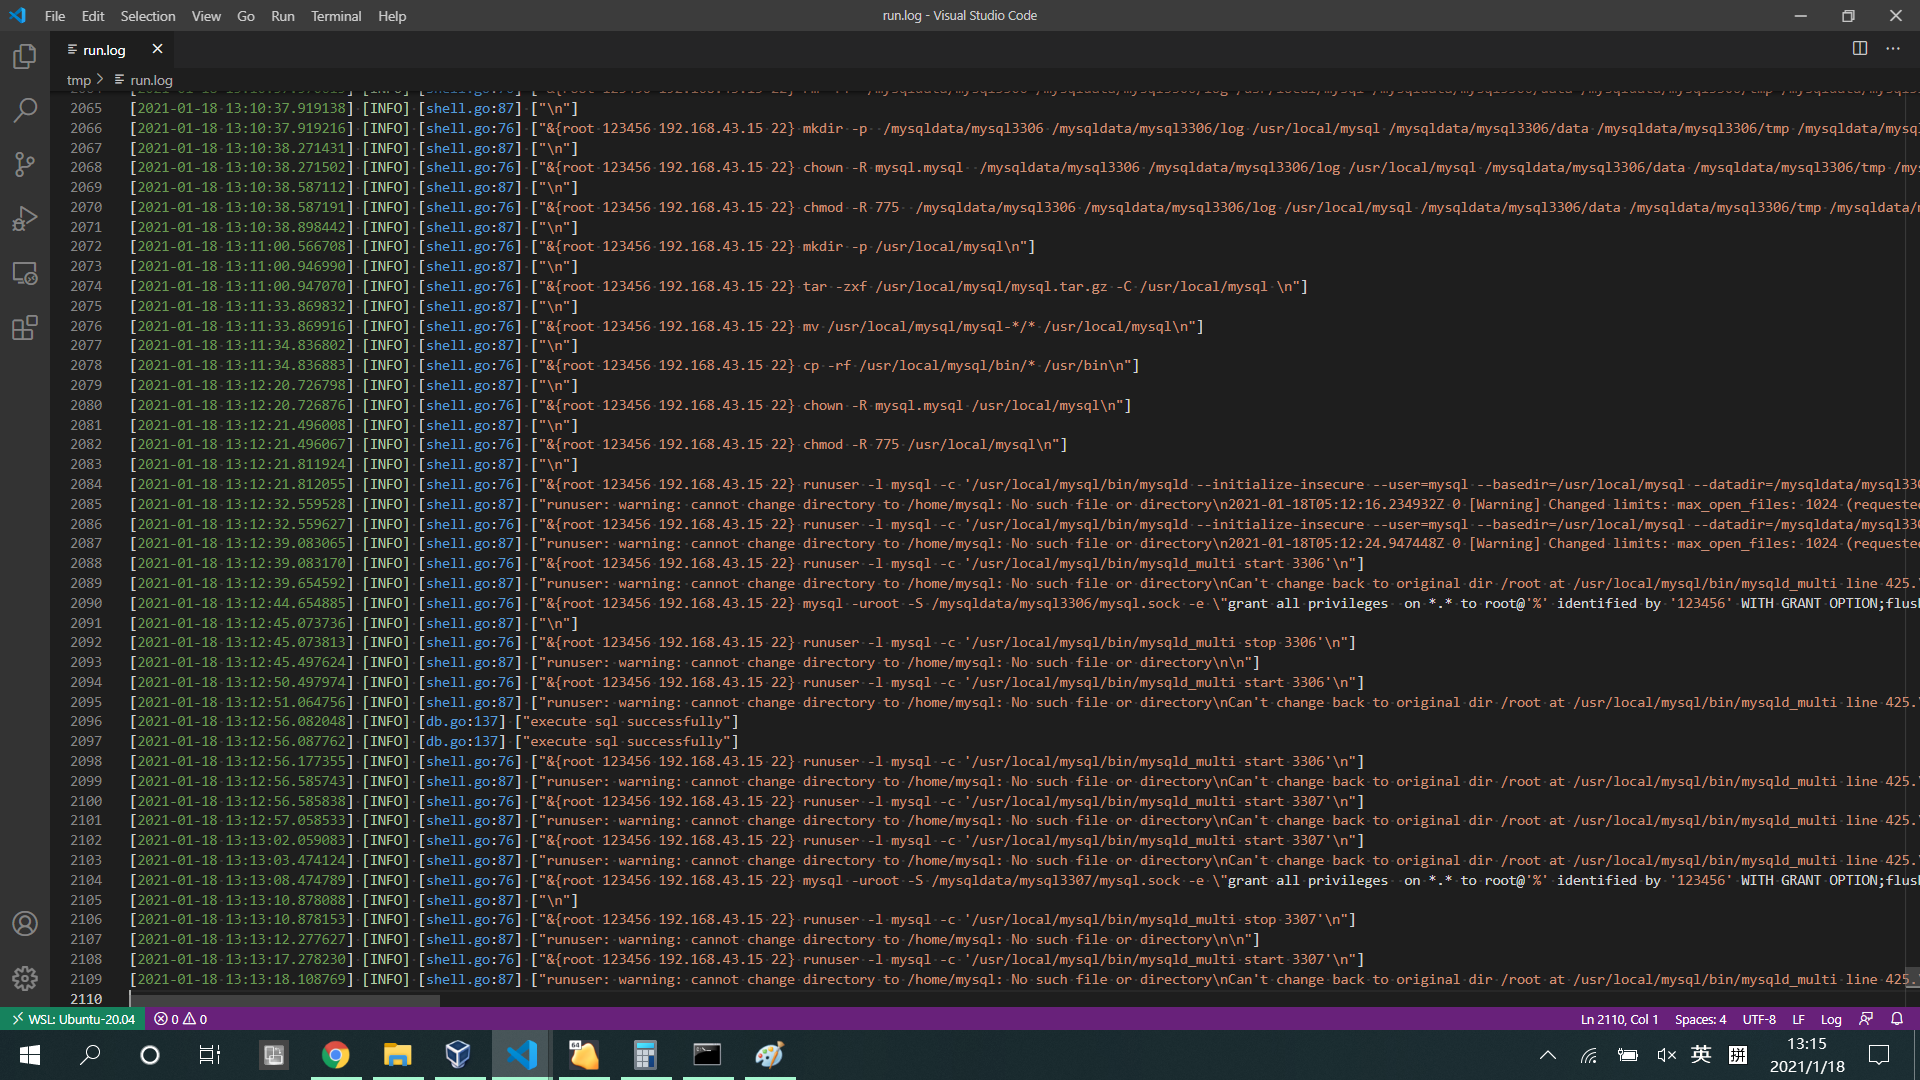 File Edit Selection View Go Run Terminal Help
run.log - Visual Studio Code
run.log
tmp > run.log
2065 [2021-01-18 13:10:37.919138] [INFO] [shell.go:87] ["\n"]
2066 [2021-01-18 13:10:37.919216] [INFO] [shell.go:76] ["&{root 123456 192.168.43.15 22} mkdir -p  /mysqldata/mysql3306 /mysqldata/mysql3306/log /usr/local/mysql /mysqldata/mysql3306/data /mysqldata/mysql3306/tmp /mysqldata/mysq
2067 [2021-01-18 13:10:38.271431] [INFO] [shell.go:87] ["\n"]
2068 [2021-01-18 13:10:38.271502] [INFO] [shell.go:76] ["&{root 123456 192.168.43.15 22} chown -R mysql.mysql  /mysqldata/mysql3306 /mysqldata/mysql3306/log /usr/local/mysql /mysqldata/mysql3306/data /mysqldata/mysql3306/tmp /mys
2069 [2021-01-18 13:10:38.587112] [INFO] [shell.go:87] ["\n"]
2070 [2021-01-18 13:10:38.587191] [INFO] [shell.go:76] ["&{root 123456 192.168.43.15 22} chmod -R 775  /mysqldata/mysql3306 /mysqldata/mysql3306/log /usr/local/mysql /mysqldata/mysql3306/data /mysqldata/mysql3306/tmp /mysqldata/m
2071 [2021-01-18 13:10:38.898442] [INFO] [shell.go:87] ["\n"]
2072 [2021-01-18 13:11:00.566708] [INFO] [shell.go:76] ["&{root 123456 192.168.43.15 22} mkdir -p /usr/local/mysql\n"]
2073 [2021-01-18 13:11:00.946990] [INFO] [shell.go:87] ["\n"]
2074 [2021-01-18 13:11:00.947070] [INFO] [shell.go:76] ["&{root 123456 192.168.43.15 22} tar -zxf /usr/local/mysql/mysql.tar.gz -C /usr/local/mysql \n"]
2075 [2021-01-18 13:11:33.869832] [INFO] [shell.go:87] ["\n"]
2076 [2021-01-18 13:11:33.869916] [INFO] [shell.go:76] ["&{root 123456 192.168.43.15 22} mv /usr/local/mysql/mysql-*/* /usr/local/mysql\n"]
2077 [2021-01-18 13:11:34.836802] [INFO] [shell.go:87] ["\n"]
2078 [2021-01-18 13:11:34.836883] [INFO] [shell.go:76] ["&{root 123456 192.168.43.15 22} cp -rf /usr/local/mysql/bin/* /usr/bin\n"]
2079 [2021-01-18 13:12:20.726798] [INFO] [shell.go:87] ["\n"]
2080 [2021-01-18 13:12:20.726876] [INFO] [shell.go:76] ["&{root 123456 192.168.43.15 22} chown -R mysql.mysql /usr/local/mysql\n"]
2081 [2021-01-18 13:12:21.496008] [INFO] [shell.go:87] ["\n"]
2082 [2021-01-18 13:12:21.496067] [INFO] [shell.go:76] ["&{root 123456 192.168.43.15 22} chmod -R 775 /usr/local/mysql\n"]
2083 [2021-01-18 13:12:21.811924] [INFO] [shell.go:87] ["\n"]
2084 [2021-01-18 13:12:21.812055] [INFO] [shell.go:76] ["&{root 123456 192.168.43.15 22} runuser -l mysql -c '/usr/local/mysql/bin/mysqld --initialize-insecure --user=mysql --basedir=/usr/local/mysql --datadir=/mysqldata/mysql330
2085 [2021-01-18 13:12:32.559528] [INFO] [shell.go:87] ["runuser: warning: cannot change directory to /home/mysql: No such file or directory\n2021-01-18T05:12:16.234932Z 0 [Warning] Changed limits: max_open_files: 1024 (requested
2086 [2021-01-18 13:12:32.559627] [INFO] [shell.go:76] ["&{root 123456 192.168.43.15 22} runuser -l mysql -c '/usr/local/mysql/bin/mysqld --initialize-insecure --user=mysql --basedir=/usr/local/mysql --datadir=/mysqldata/mysql330
2087 [2021-01-18 13:12:39.083065] [INFO] [shell.go:87] ["runuser: warning: cannot change directory to /home/mysql: No such file or directory\n2021-01-18T05:12:24.947448Z 0 [Warning] Changed limits: max_open_files: 1024 (requested
2088 [2021-01-18 13:12:39.083170] [INFO] [shell.go:76] ["&{root 123456 192.168.43.15 22} runuser -l mysql -c '/usr/local/mysql/bin/mysqld_multi start 3306'\n"]
2089 [2021-01-18 13:12:39.654592] [INFO] [shell.go:87] ["runuser: warning: cannot change directory to /home/mysql: No such file or directory\nCan't change back to original dir /root at /usr/local/mysql/bin/mysqld_multi line 425.\
2090 [2021-01-18 13:12:44.654885] [INFO] [shell.go:76] ["&{root 123456 192.168.43.15 22} mysql -uroot -S /mysqldata/mysql3306/mysql.sock -e \"grant all privileges  on *.* to root@'%' identified by '123456' WITH GRANT OPTION;flush
2091 [2021-01-18 13:12:45.073736] [INFO] [shell.go:87] ["\n"]
2092 [2021-01-18 13:12:45.073813] [INFO] [shell.go:76] ["&{root 123456 192.168.43.15 22} runuser -l mysql -c '/usr/local/mysql/bin/mysqld_multi stop 3306'\n"]
2093 [2021-01-18 13:12:45.497624] [INFO] [shell.go:87] ["runuser: warning: cannot change directory to /home/mysql: No such file or directory\n\n"]
2094 [2021-01-18 13:12:50.497974] [INFO] [shell.go:76] ["&{root 123456 192.168.43.15 22} runuser -l mysql -c '/usr/local/mysql/bin/mysqld_multi start 3306'\n"]
2095 [2021-01-18 13:12:51.064756] [INFO] [shell.go:87] ["runuser: warning: cannot change directory to /home/mysql: No such file or directory\nCan't change back to original dir /root at /usr/local/mysql/bin/mysqld_multi line 425.\
2096 [2021-01-18 13:12:56.082048] [INFO] [db.go:137] ["execute sql successfully"]
2097 [2021-01-18 13:12:56.087762] [INFO] [db.go:137] ["execute sql successfully"]
2098 [2021-01-18 13:12:56.177355] [INFO] [shell.go:76] ["&{root 123456 192.168.43.15 22} runuser -l mysql -c '/usr/local/mysql/bin/mysqld_multi start 3306'\n"]
2099 [2021-01-18 13:12:56.585743] [INFO] [shell.go:87] ["runuser: warning: cannot change directory to /home/mysql: No such file or directory\nCan't change back to original dir /root at /usr/local/mysql/bin/mysqld_multi line 425.\
2100 [2021-01-18 13:12:56.585838] [INFO] [shell.go:76] ["&{root 123456 192.168.43.15 22} runuser -l mysql -c '/usr/local/mysql/bin/mysqld_multi start 3307'\n"]
2101 [2021-01-18 13:12:57.058533] [INFO] [shell.go:87] ["runuser: warning: cannot change directory to /home/mysql: No such file or directory\nCan't change back to original dir /root at /usr/local/mysql/bin/mysqld_multi line 425.\
2102 [2021-01-18 13:13:02.059083] [INFO] [shell.go:76] ["&{root 123456 192.168.43.15 22} runuser -l mysql -c '/usr/local/mysql/bin/mysqld_multi start 3307'\n"]
2103 [2021-01-18 13:13:03.474124] [INFO] [shell.go:87] ["runuser: warning: cannot change directory to /home/mysql: No such file or directory\nCan't change back to original dir /root at /usr/local/mysql/bin/mysqld_multi line 425.\
2104 [2021-01-18 13:13:08.474789] [INFO] [shell.go:76] ["&{root 123456 192.168.43.15 22} mysql -uroot -S /mysqldata/mysql3307/mysql.sock -e \"grant all privileges  on *.* to root@'%' identified by '123456' WITH GRANT OPTION;flush
2105 [2021-01-18 13:13:10.878088] [INFO] [shell.go:87] ["\n"]
2106 [2021-01-18 13:13:10.878153] [INFO] [shell.go:76] ["&{root 123456 192.168.43.15 22} runuser -l mysql -c '/usr/local/mysql/bin/mysqld_multi stop 3307'\n"]
2107 [2021-01-18 13:13:12.277627] [INFO] [shell.go:87] ["runuser: warning: cannot change directory to /home/mysql: No such file or directory\n\n"]
2108 [2021-01-18 13:13:17.278230] [INFO] [shell.go:76] ["&{root 123456 192.168.43.15 22} runuser -l mysql -c '/usr/local/mysql/bin/mysqld_multi start 3307'\n"]
2109 [2021-01-18 13:13:18.108769] [INFO] [shell.go:87] ["runuser: warning: cannot change directory to /home/mysql: No such file or directory\nCan't change back to original dir /root at /usr/local/mysql/bin/mysqld_multi line 425.\
2110
WSL: Ubuntu-20.04 0 0 Ln 2110, Col 1 Spaces: 4 UTF-8 LF Log
64
英 拼
13:15
2021/1/18